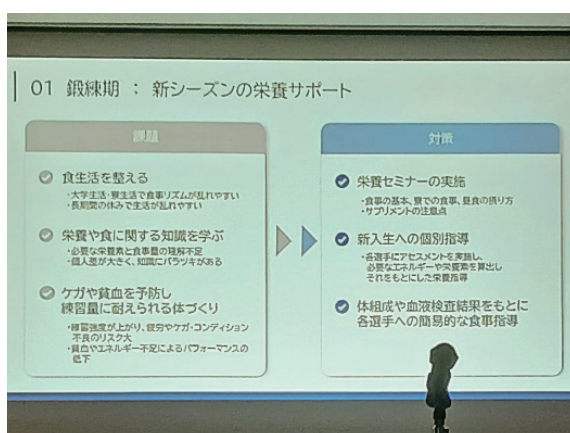 01 鍛練期 : 新シーズンの栄養サポート
課題
食生活を整える
・大学生活・寮生活で食事リズムが乱れやすい
・長期間の休みで生活が乱れやすい
栄養や食に関する知識を学ぶ
・必要な栄養素と食事量の理解不足
・個人差が大きく、知識にバラツキがある
ケガや貧血を予防し
練習量に耐えられる体づくり
・練習強度が上がり、疲労やケガ・コンディション
不良のリスク大
・貧血やエネルギー不足によるパフォーマンスの
低下
対策
栄養セミナーの実施
・食事の基本、寮での食事、昼食の摂り方
・サプリメントの注意点
新入生への個別指導
・各選手にアセスメントを実施し、
必要なエネルギーや栄養素を算出し
それをもとにした栄養指導
体組成や血液検査結果をもとに
各選手への簡易的な食事指導